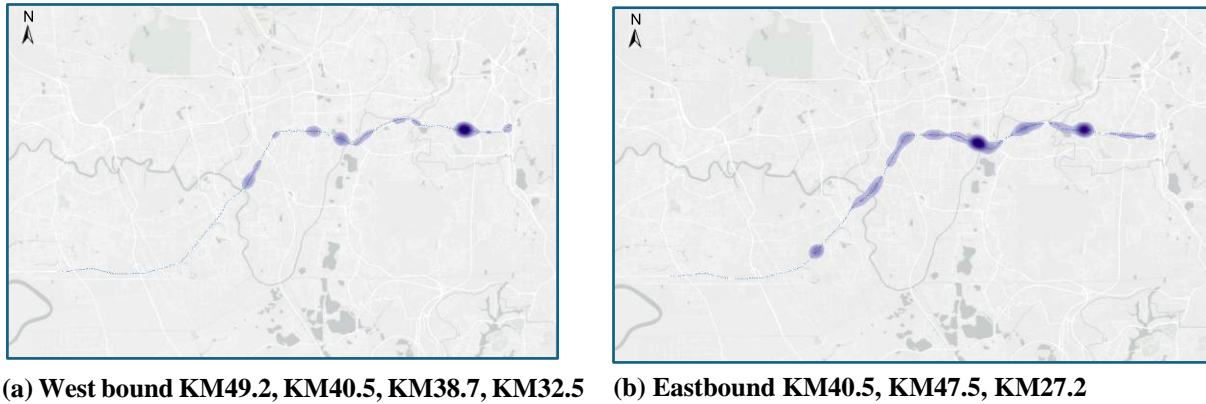 N
N
(a) West bound KM49.2, KM40.5, KM38.7, KM32.5
(b) Eastbound KM40.5, KM47.5, KM27.2